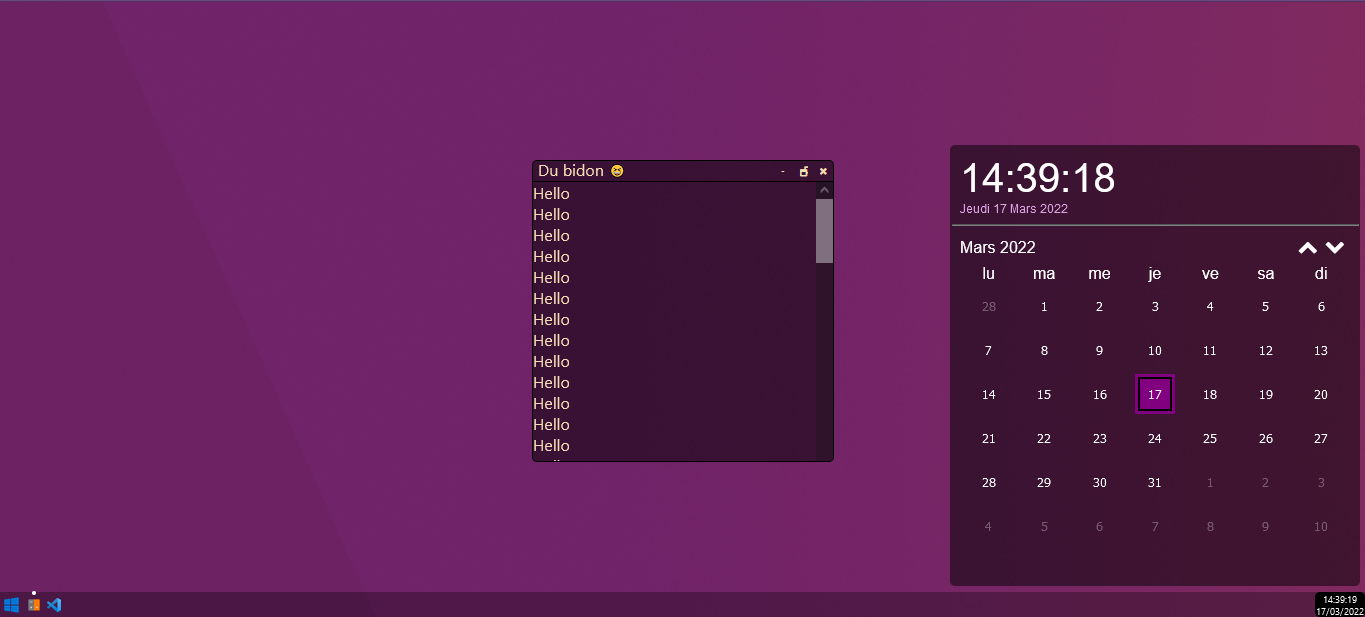 Du bidon 😀
Hello
Hello
Hello
Hello
Hello
Hello
Hello
Hello
Hello
Hello
Hello
Hello
Hello
14:39:18
Jeudi 17 Mars 2022
Mars 2022
lu ma me je ve sa di
28 1 2 3 4 5 6
7 8 9 10 11 12 13
14 15 16 17 18 19 20
21 22 23 24 25 26 27
28 29 30 31 1 2 3
4 5 6 7 8 9 10
14:39:19
17/03/2022